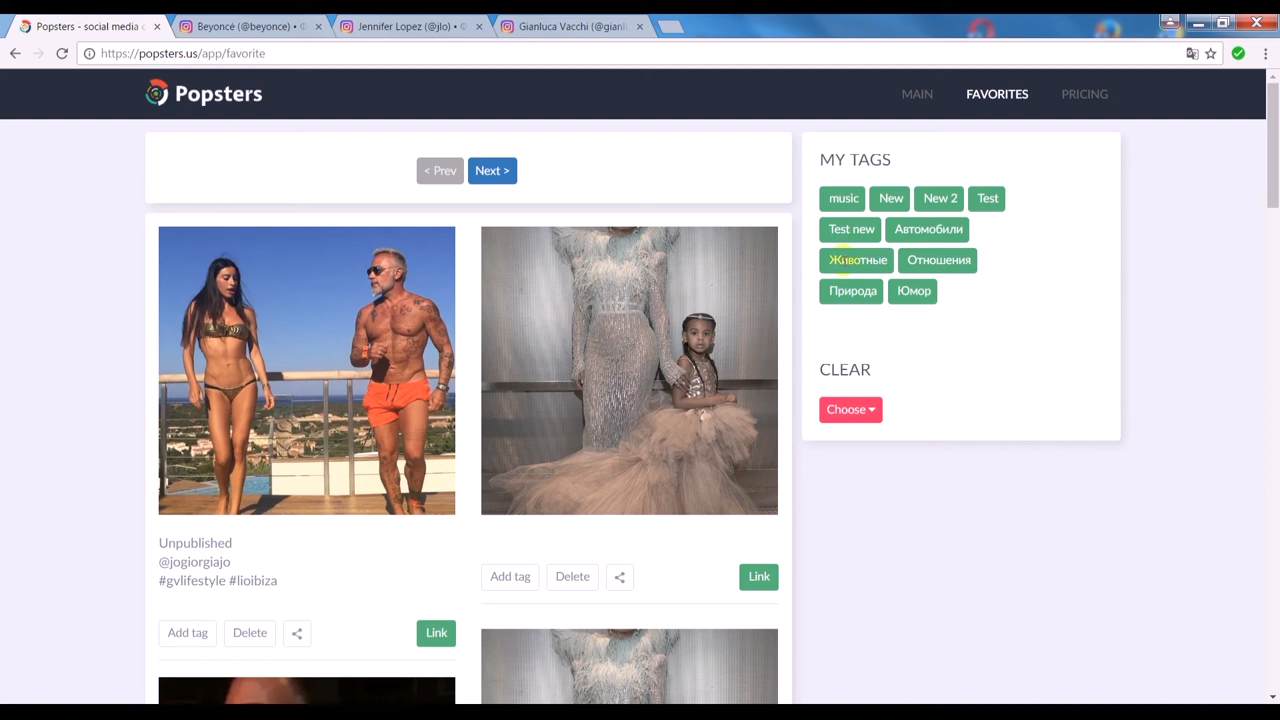 Popsters - social media c
Beyoncé (@beyonce) •
Jennifer Lopez (@jlo) •
Gianluca Vacchi (@gianl
https://popsters.us/app/favorite
Popsters
MAIN
FAVORITES
PRICING
< Prev
Next >
MY TAGS
music
New
New 2
Test
Test new
Автомобили
Животные
Отношения
Природа
Юмор
CLEAR
Choose
Unpublished
@jogiorgiajo
#gvlifestyle #lioibiza
Add tag
Delete
Link
Add tag
Delete
Link